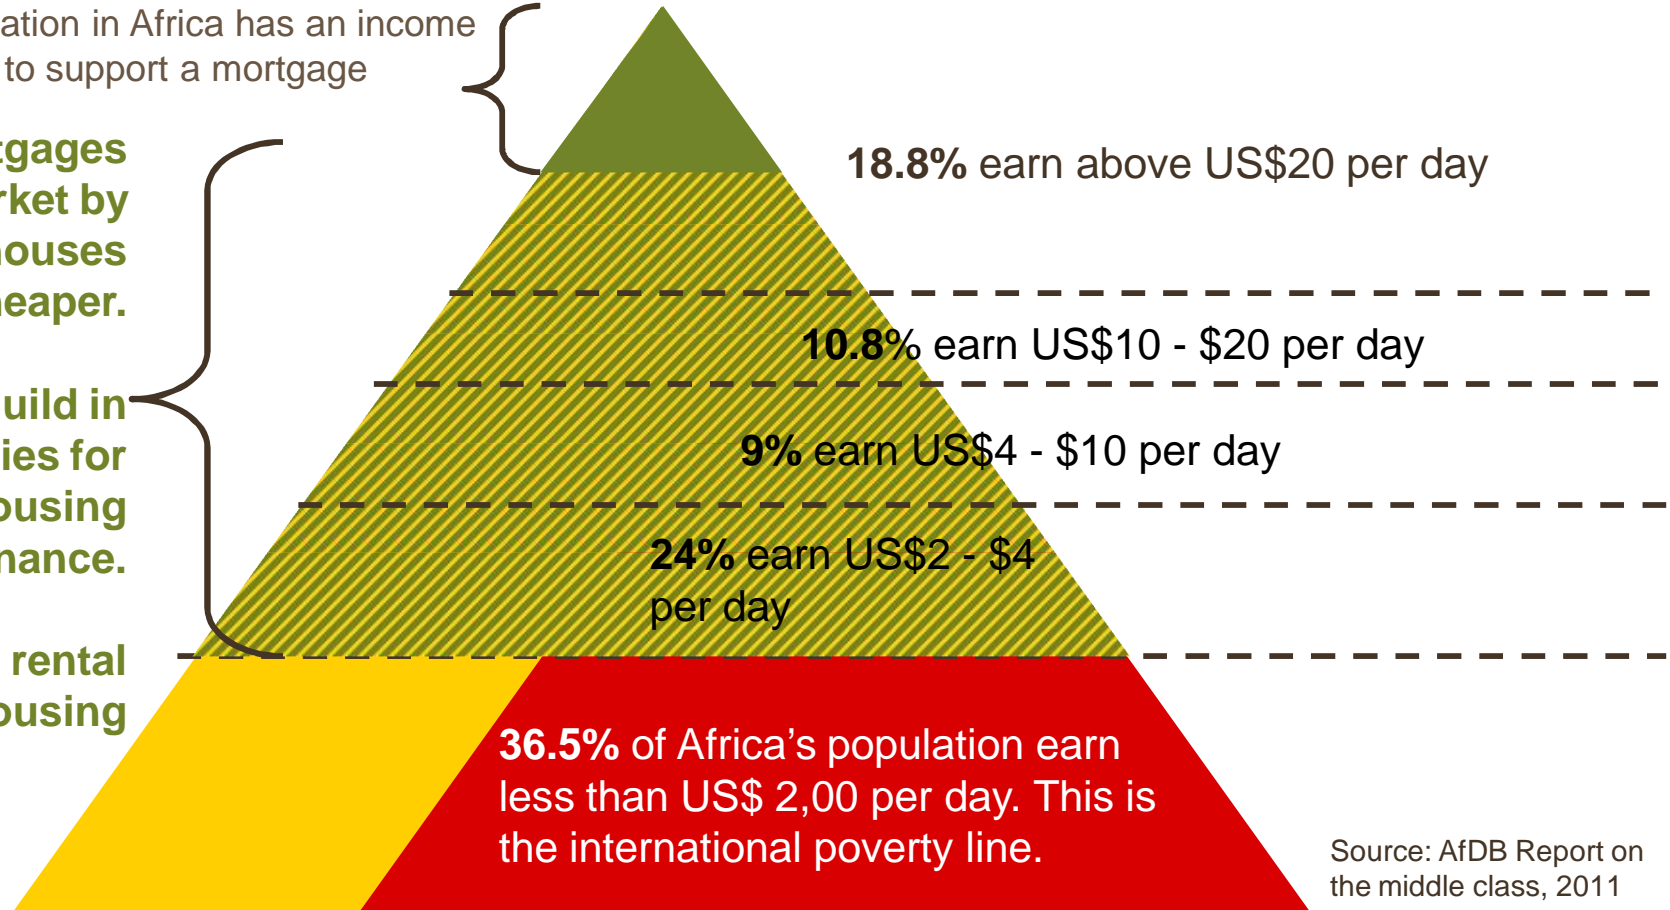 ation in Africa has an income
to support a mortgage
tgages
rket by
houses
eaper.
uild in
ies for
ousing
nance.
rental
ousing
18.8% earn above US$20 per day
10.8% earn US$10 - $20 per day
9% earn US$4 - $10 per day
24% earn US$2 - $4
per day
36.5% of Africa's population earn
less than US$ 2,00 per day. This is
the international poverty line.
Source: AfDB Report on
the middle class, 2011